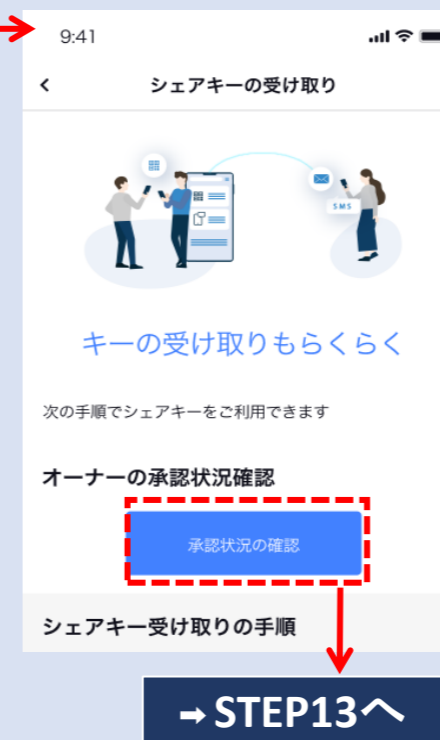 9:41
シェアキーの受け取り
SMS
キーの受け取りもらくらく
次の手順でシェアキーをご利用できます
オーナーの承認状況確認
承認状況の確認
シェアキー受け取りの手順
➡STEP13へ